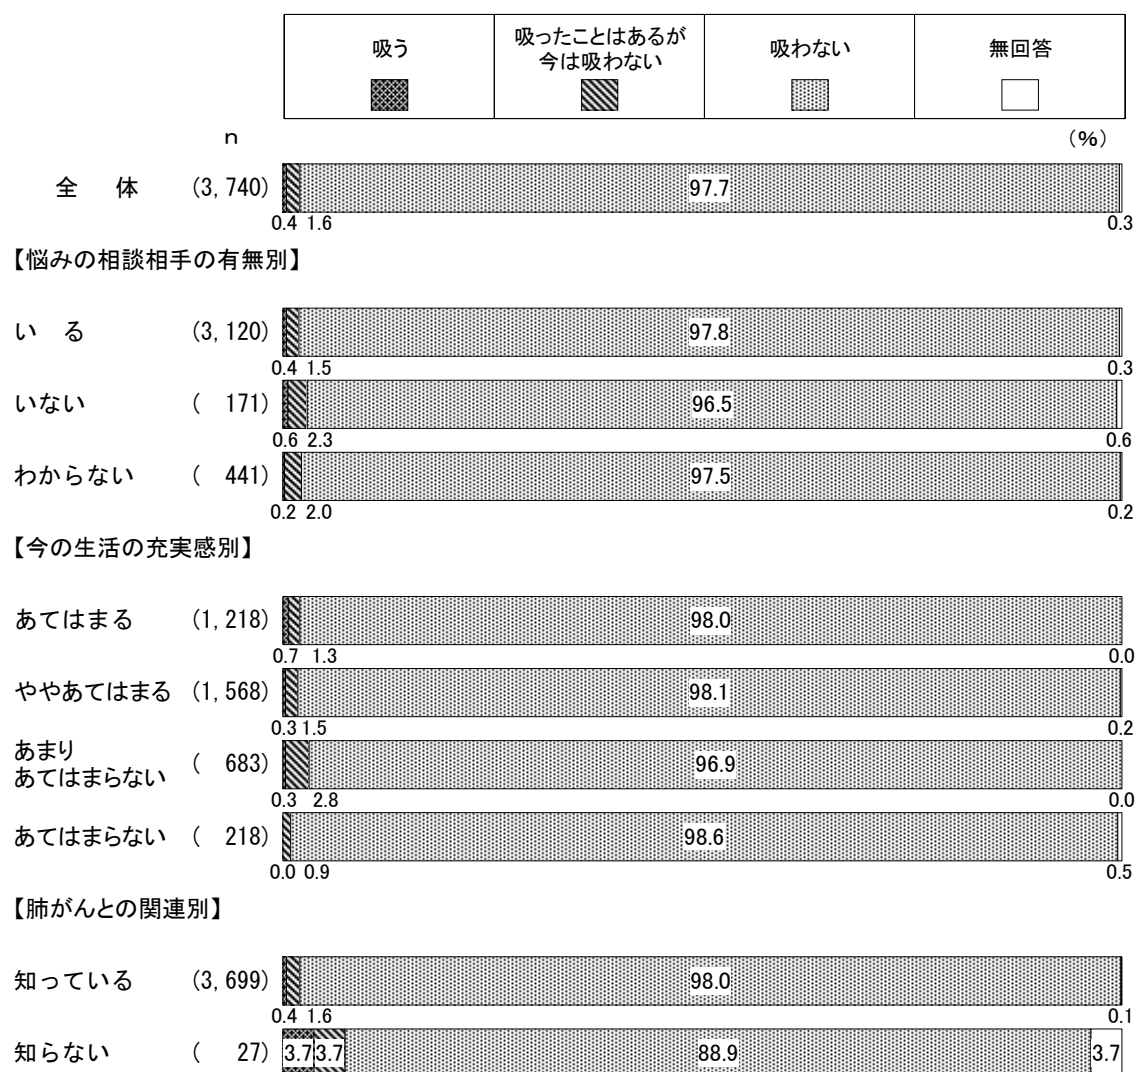 吸う
吸ったことはあるが
今は吸わない
吸わない
無回答
n
(%)
全 体 (3,740) 97.7
0.4 1.6 0.3
【悩みの相談相手の有無別】
い る (3,120) 97.8
0.4 1.5 0.3
いない ( 171) 96.5
0.6 2.3 0.6
わからない ( 441) 97.5
0.2 2.0 0.2
【今の生活の充実感別】
あてはまる (1,218) 98.0
0.7 1.3 0.0
ややあてはまる (1,568) 98.1
0.3 1.5 0.2
あまり
あてはまらない ( 683) 96.9
0.3 2.8 0.0
あてはまらない ( 218) 98.6
0.0 0.9 0.5
【肺がんとの関連別】
知っている (3,699) 98.0
0.4 1.6 0.1
知らない ( 27) 3.7 3.7 88.9 3.7